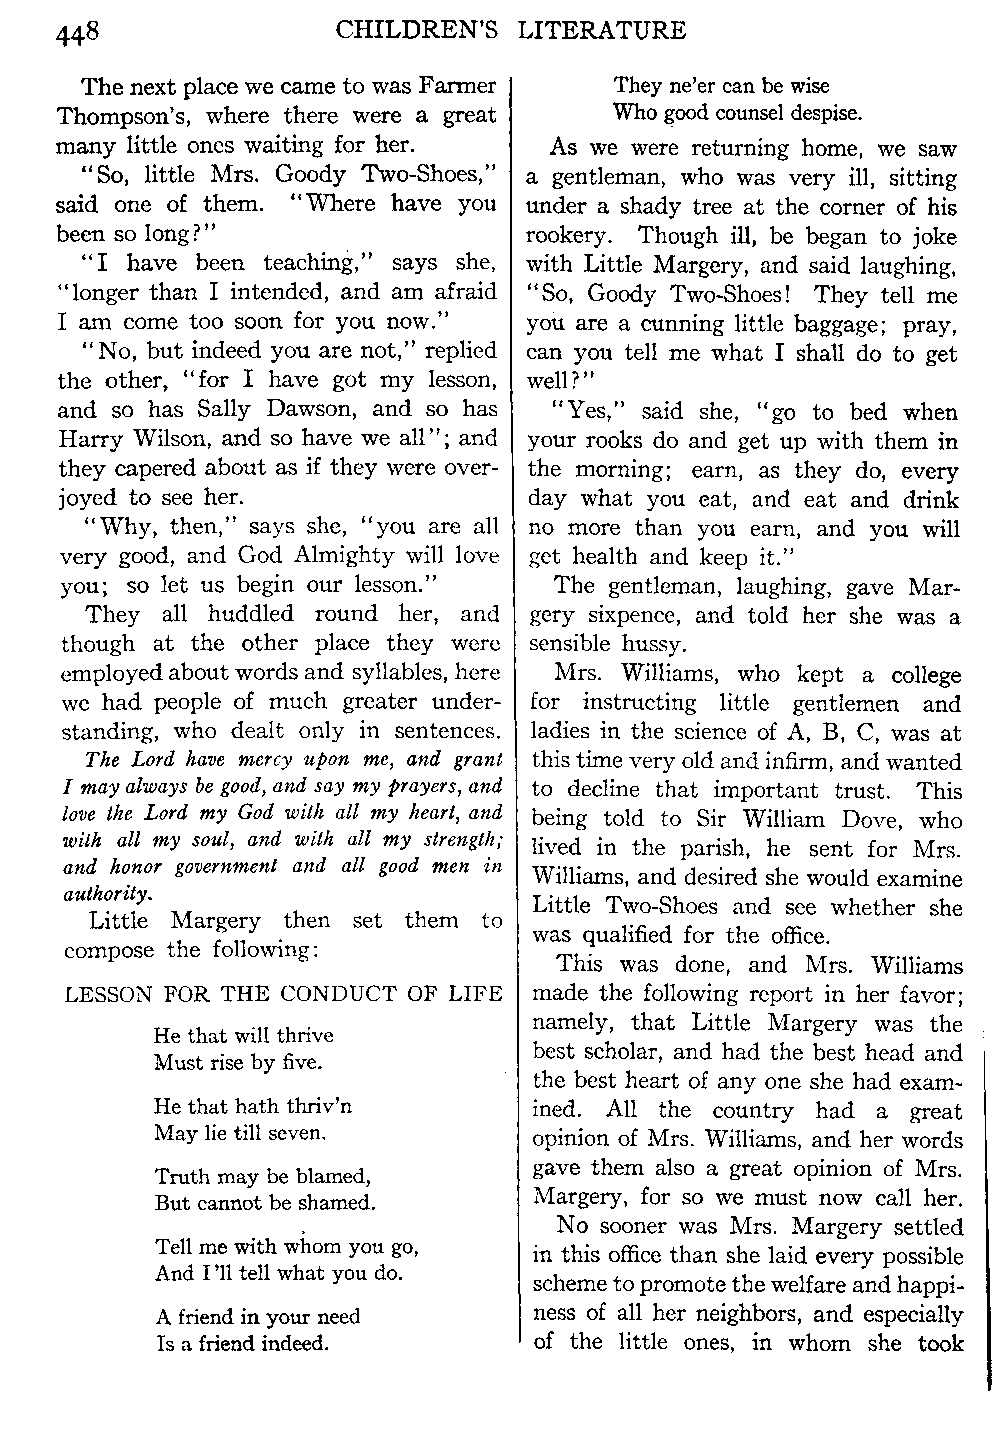 448 CHILDREN'S LITERATURE
The next place we came to was Farmer
Thompson's, where there were a great
many little ones waiting for her.
"So, little Mrs. Goody Two-Shoes,"
said one of them. "Where have you
been so long?"
"I have been teaching," says she,
"longer than I intended, and am afraid
I am come too soon for you now."
"No, but indeed you are not," replied
the other, "for I have got my lesson,
and so has Sally Dawson, and so has
Harry Wilson, and so have we all"; and
they capered about as if they were over-
joyed to see her.
"Why, then," says she, "you are all
very good, and God Almighty will love
you; so let us begin our lesson."
They all huddled round her, and
though at the other place they were
employed about words and syllables, here
we had people of much greater under-
standing, who dealt only in sentences.
The Lord have mercy upon me, and grant
I may always be good, and say my prayers, and
love the Lord my God with all my heart, and
with all my soul, and with all my strength;
and honor government and all good men in
authority.
Little Margery then set them to
compose the following:
LESSON FOR THE CONDUCT OF LIFE
He that will thrive
Must rise by five.
He that hath thriv'n
May lie till seven.
Truth may be blamed,
But cannot be shamed.
Tell me with whom you go,
And I'll tell what you do.
A friend in your need
Is a friend indeed.
They ne'er can be wise
Who good counsel despise.
As we were returning home, we saw
a gentleman, who was very ill, sitting
under a shady tree at the corner of his
rookery. Though ill, be began to joke
with Little Margery, and said laughing,
"So, Goody Two-Shoes! They tell me
you are a cunning little baggage; pray,
can you tell me what I shall do to get
well?"
"Yes," said she, "go to bed when
your rooks do and get up with them in
the morning; earn, as they do, every
day what you eat, and eat and drink
no more than you earn, and you will
get health and keep it."
The gentleman, laughing, gave Mar-
gery sixpence, and told her she was a
sensible hussy.
Mrs. Williams, who kept a college
for instructing little gentlemen and
ladies in the science of A, B, C, was at
this time very old and infirm, and wanted
to decline that important trust. This
being told to Sir William Dove, who
lived in the parish, he sent for Mrs.
Williams, and desired she would examine
Little Two-Shoes and see whether she
was qualified for the office.
This was done, and Mrs. Williams
made the following report in her favor;
namely, that Little Margery was the
best scholar, and had the best head and
the best heart of any one she had exam-
ined. All the country had a great
opinion of Mrs. Williams, and her words
gave them also a great opinion of Mrs.
Margery, for so we must now call her.
No sooner was Mrs. Margery settled
in this office than she laid every possible
scheme to promote the welfare and happi-
ness of all her neighbors, and especially
of the little ones, in whom she took